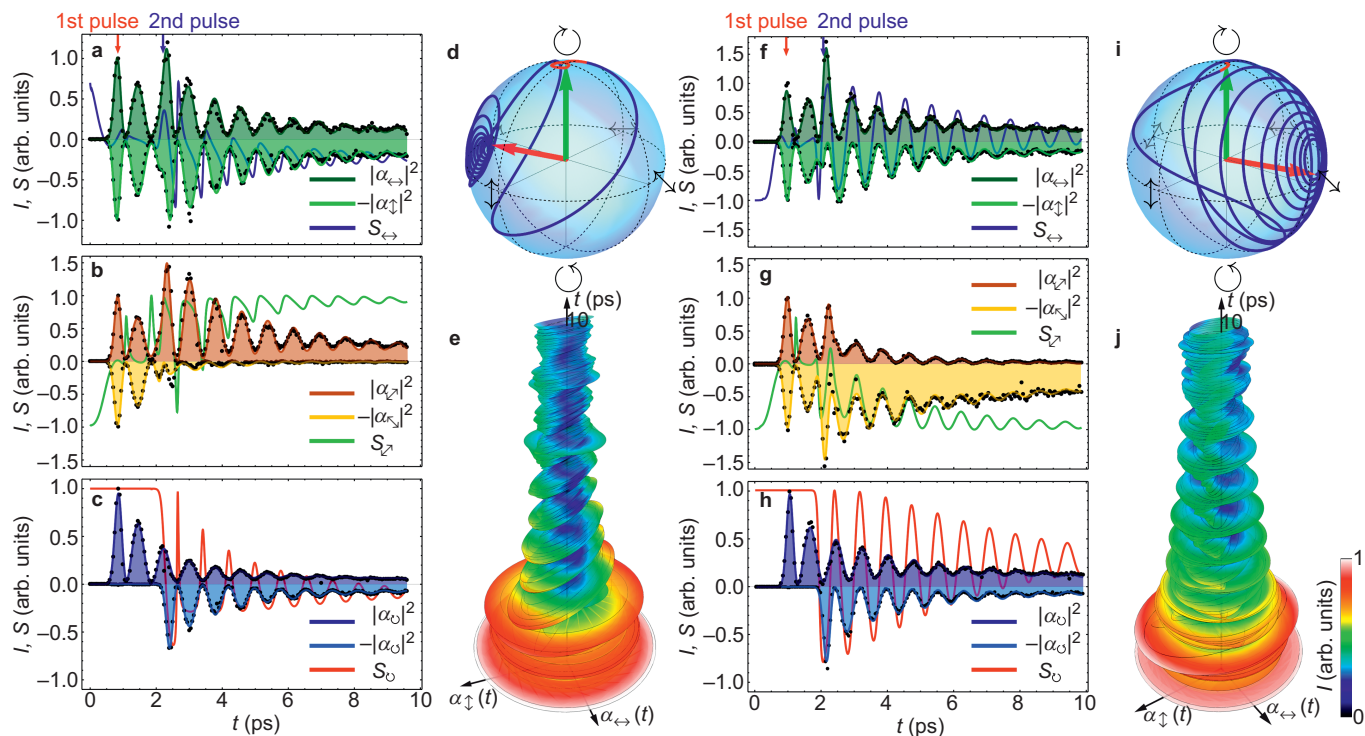 1st pulse 2nd pulse
a
1.0
0.5
0.0
−0.5
−1.0
I, S (arb. units)
|α↔|²
−|α↕|²
S↔
b
1.5
1.0
0.5
0.0
−0.5
−1.0
−1.5
I, S (arb. units)
|α⤢|²
−|α⤡|²
S⤢
c
1.0
0.5
0.0
−0.5
−1.0
I, S (arb. units)
|α↻|²
−|α↺|²
S↻
0 2 4 6 8 10
t (ps)
d
e
t (ps)
10
α↕(t)
α↔(t)
1st pulse 2nd pulse
f
1.5
1.0
0.5
0.0
−0.5
−1.0
−1.5
I, S (arb. units)
|α↔|²
−|α↕|²
S↔
g
1.5
1.0
0.5
0.0
−0.5
−1.0
−1.5
I, S (arb. units)
|α⤢|²
−|α⤡|²
S⤢
h
1.0
0.5
0.0
−0.5
−1.0
I, S (arb. units)
|α↻|²
−|α↺|²
S↻
0 2 4 6 8 10
t (ps)
i
j
t (ps)
10
α↕(t)
α↔(t)
1
0
I (arb. units)